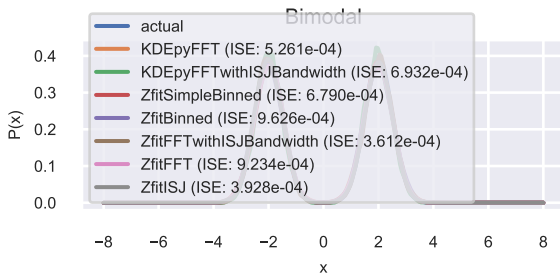 Bimodal
actual
KDEpyFFT (ISE: 5.261e-04)
KDEpyFFTwithISJBandwidth (ISE: 6.932e-04)
ZfitSimpleBinned (ISE: 6.790e-04)
ZfitBinned (ISE: 9.626e-04)
ZfitFFTwithISJBandwidth (ISE: 3.612e-04)
ZfitFFT (ISE: 9.234e-04)
ZfitISJ (ISE: 3.928e-04)
P(x)
0.4
0.3
0.2
0.1
0.0
−8 −6 −4 −2 0 2 4 6 8
x